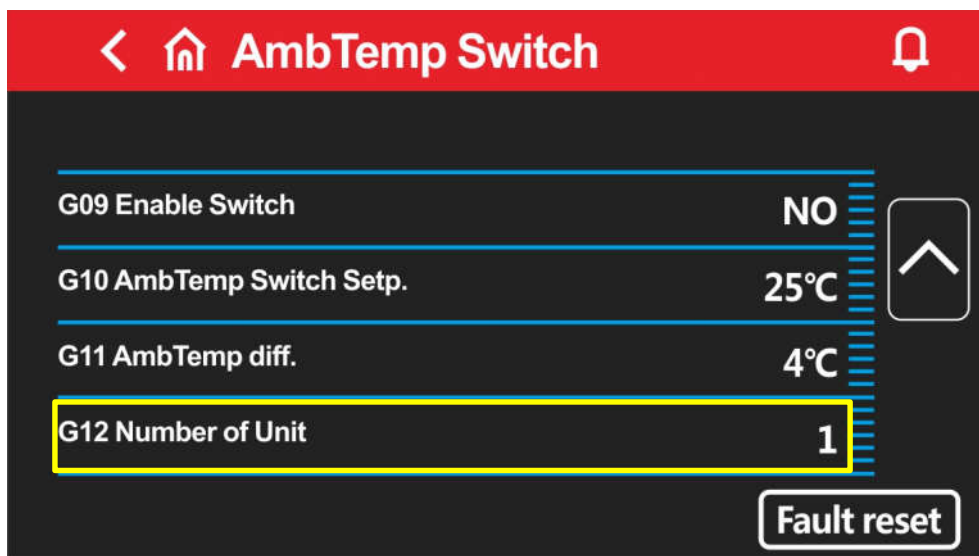 AmbTemp Switch
G09 Enable Switch NO
G10 AmbTemp Switch Setp. 25°C
G11 AmbTemp diff. 4°C
G12 Number of Unit 1
Fault reset